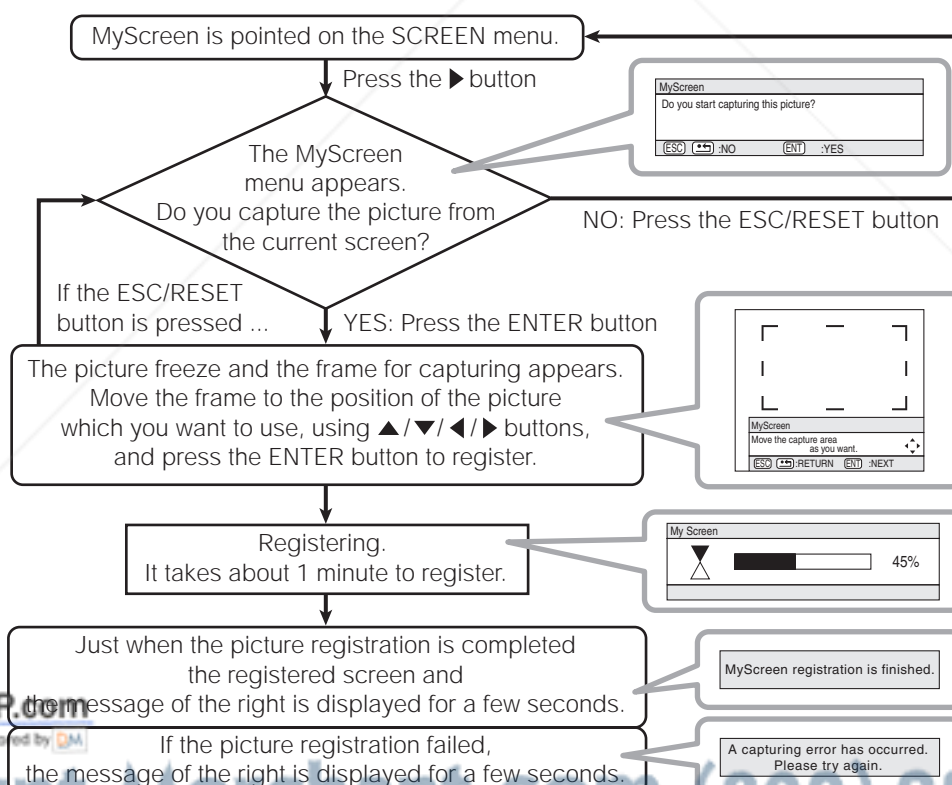 MyScreen is pointed on the SCREEN menu.
Press the ▶ button
MyScreen
Do you start capturing this picture?
ESC :NO ENT :YES
The MyScreen
menu appears.
Do you capture the picture from
the current screen?
NO: Press the ESC/RESET button
If the ESC/RESET
button is pressed ...
YES: Press the ENTER button
The picture freeze and the frame for capturing appears.
Move the frame to the position of the picture
which you want to use, using ▲/▼/◀/▶ buttons,
and press the ENTER button to register.
MyScreen
Move the capture area
as you want.
ESC :RETURN ENT :NEXT
Registering.
It takes about 1 minute to register.
My Screen
45%
Just when the picture registration is completed
the registered screen and
the message of the right is displayed for a few seconds.
MyScreen registration is finished.
P.com
by DM
If the picture registration failed,
the message of the right is displayed for a few seconds.
A capturing error has occurred.
Please try again.